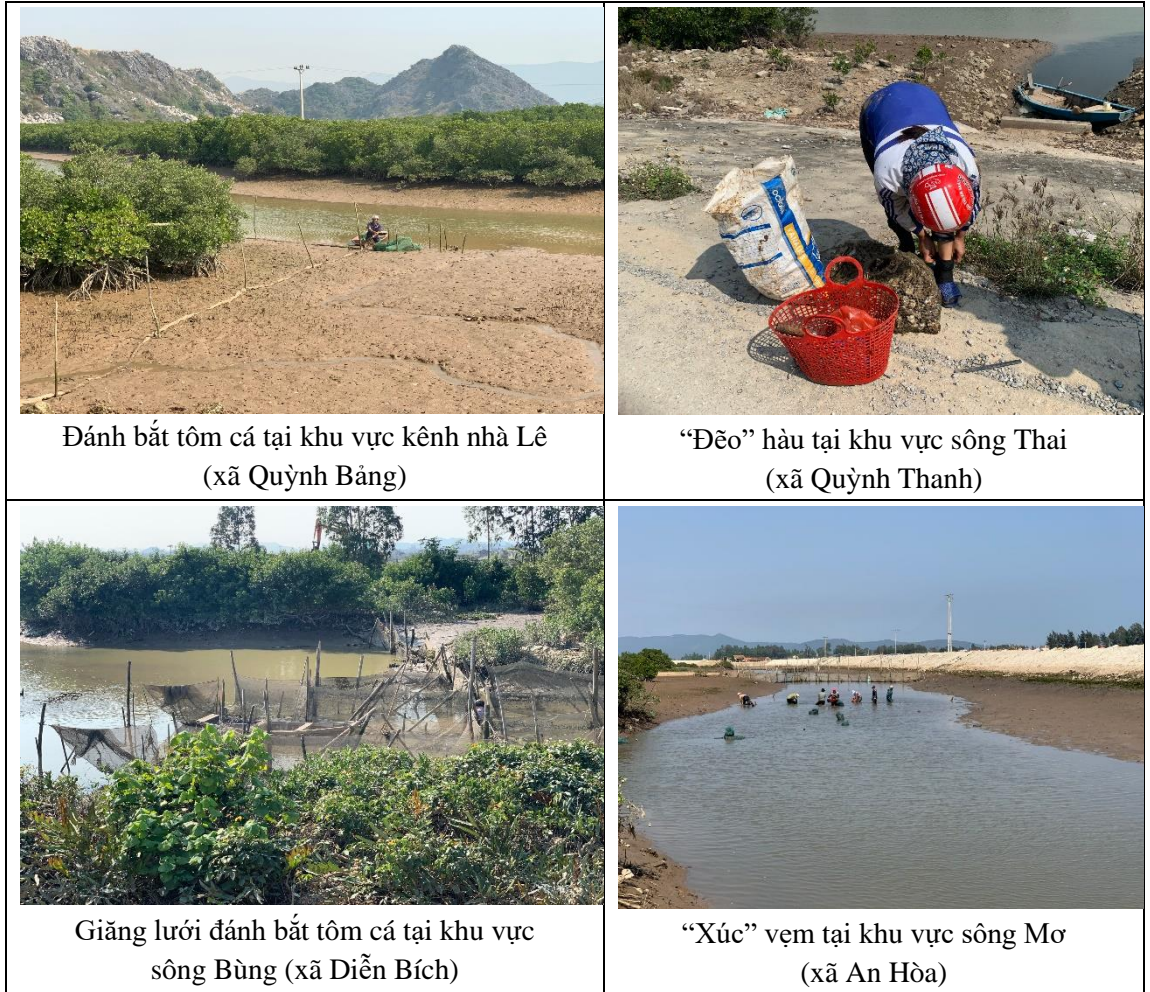 Đánh bắt tôm cá tại khu vực kênh nhà Lê
(xã Quỳnh Bảng)
“Đẽo” hàu tại khu vực sông Thai
(xã Quỳnh Thanh)
Giăng lưới đánh bắt tôm cá tại khu vực
sông Bùng (xã Diễn Bích)
“Xúc” vẹm tại khu vực sông Mơ
(xã An Hòa)